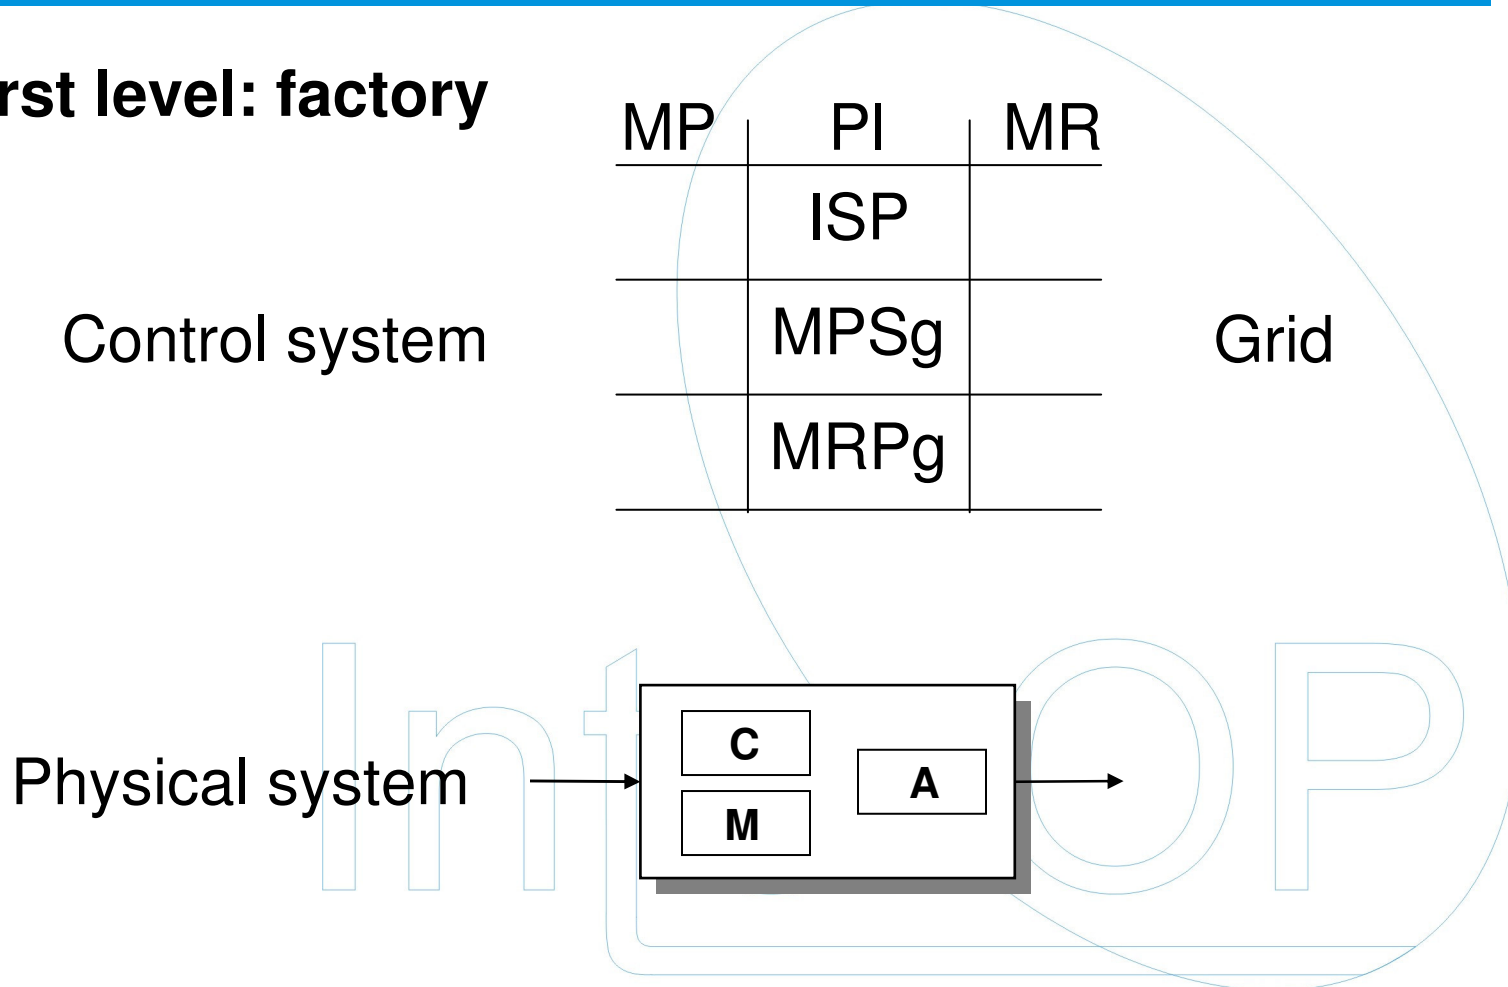 rst level: factory
MP PI MR
ISP
Control system MPSg Grid
MRPg
C
Physical system A
M
InterOP